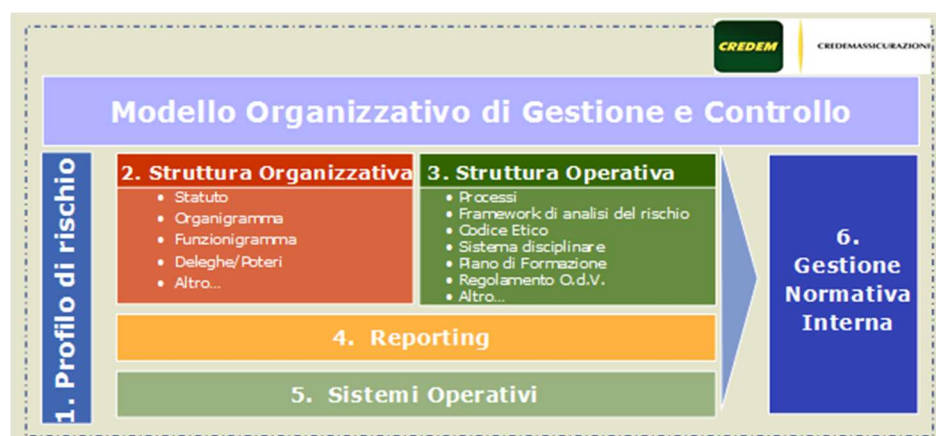 CREDEM
CREDEMASSICURAZIONI
Modello Organizzativo di Gestione e Controllo
1. Profilo di rischio
2. Struttura Organizzativa
• Statuto
• Organigramma
• Funzionigramma
• Deleghe/Poteri
• Altro...
3. Struttura Operativa
• Processi
• Framework di analisi del rischio
• Codice Etico
• Sistema disciplinare
• Piano di Formazione
• Regolamento O.d.V.
• Altro...
4. Reporting
5. Sistemi Operativi
6.
Gestione
Normativa
Interna